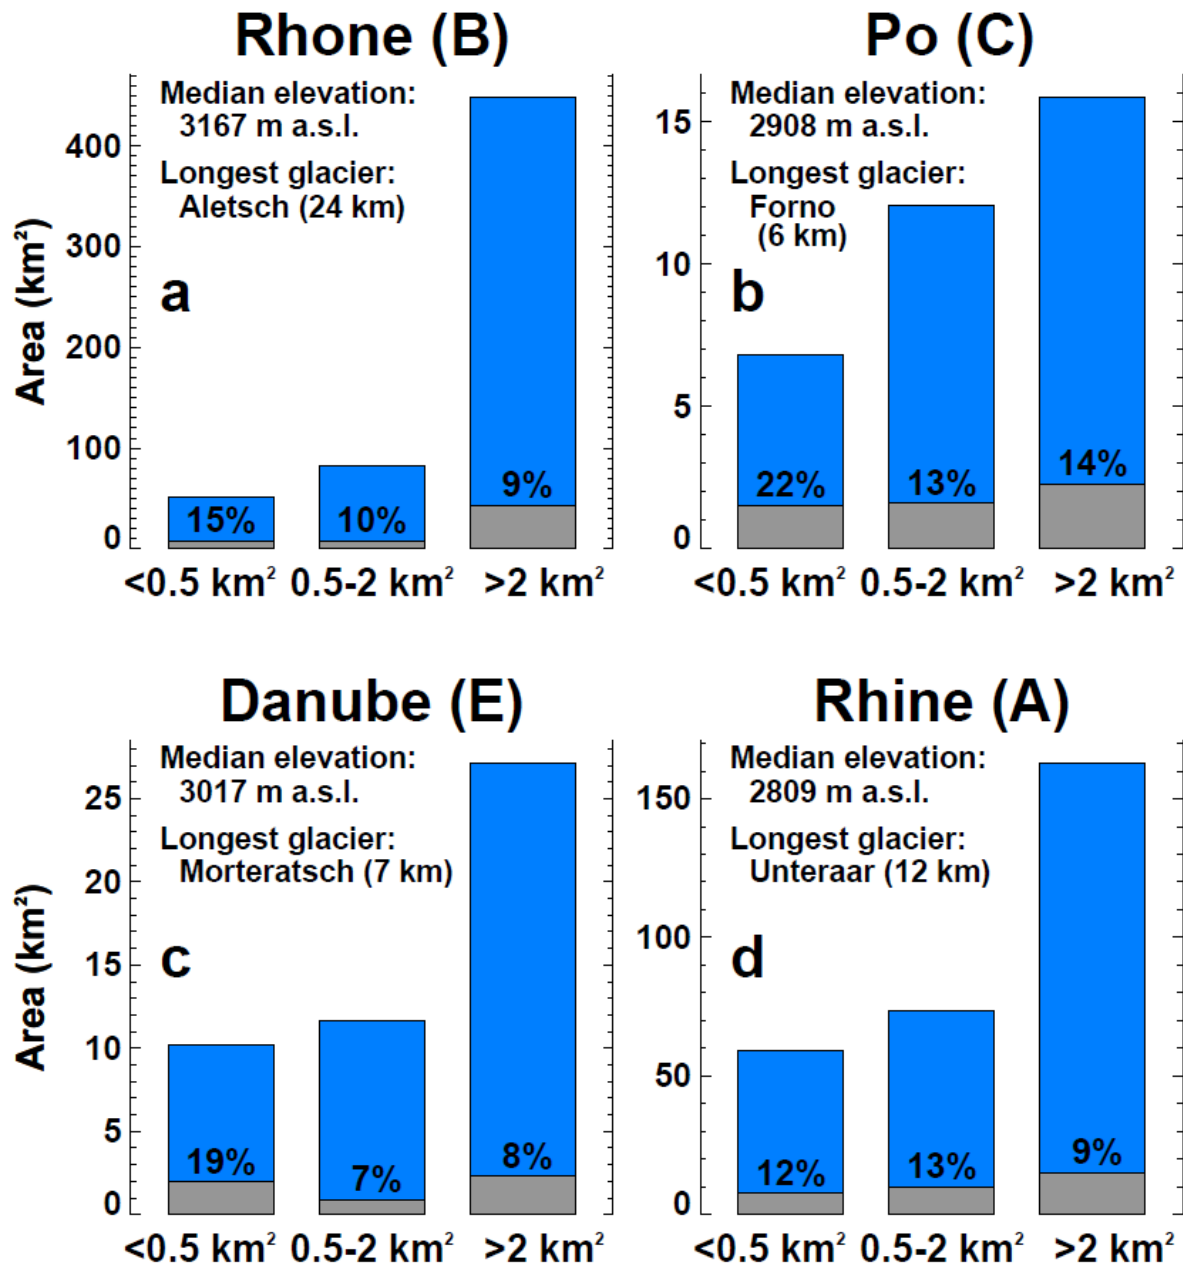 Rhone (B)
Median elevation:
3167 m a.s.l.
Longest glacier:
Aletsch (24 km)
a
Area (km²)
400
300
200
100
0
15%
10%
9%
<0.5 km²
0.5-2 km²
>2 km²
Po (C)
Median elevation:
2908 m a.s.l.
Longest glacier:
Forno
(6 km)
b
15
10
5
0
22%
13%
14%
<0.5 km²
0.5-2 km²
>2 km²
Danube (E)
Median elevation:
3017 m a.s.l.
Longest glacier:
Morteratsch (7 km)
c
Area (km²)
25
20
15
10
5
0
19%
7%
8%
<0.5 km²
0.5-2 km²
>2 km²
Rhine (A)
Median elevation:
2809 m a.s.l.
Longest glacier:
Unteraar (12 km)
d
150
100
50
0
12%
13%
9%
<0.5 km²
0.5-2 km²
>2 km²